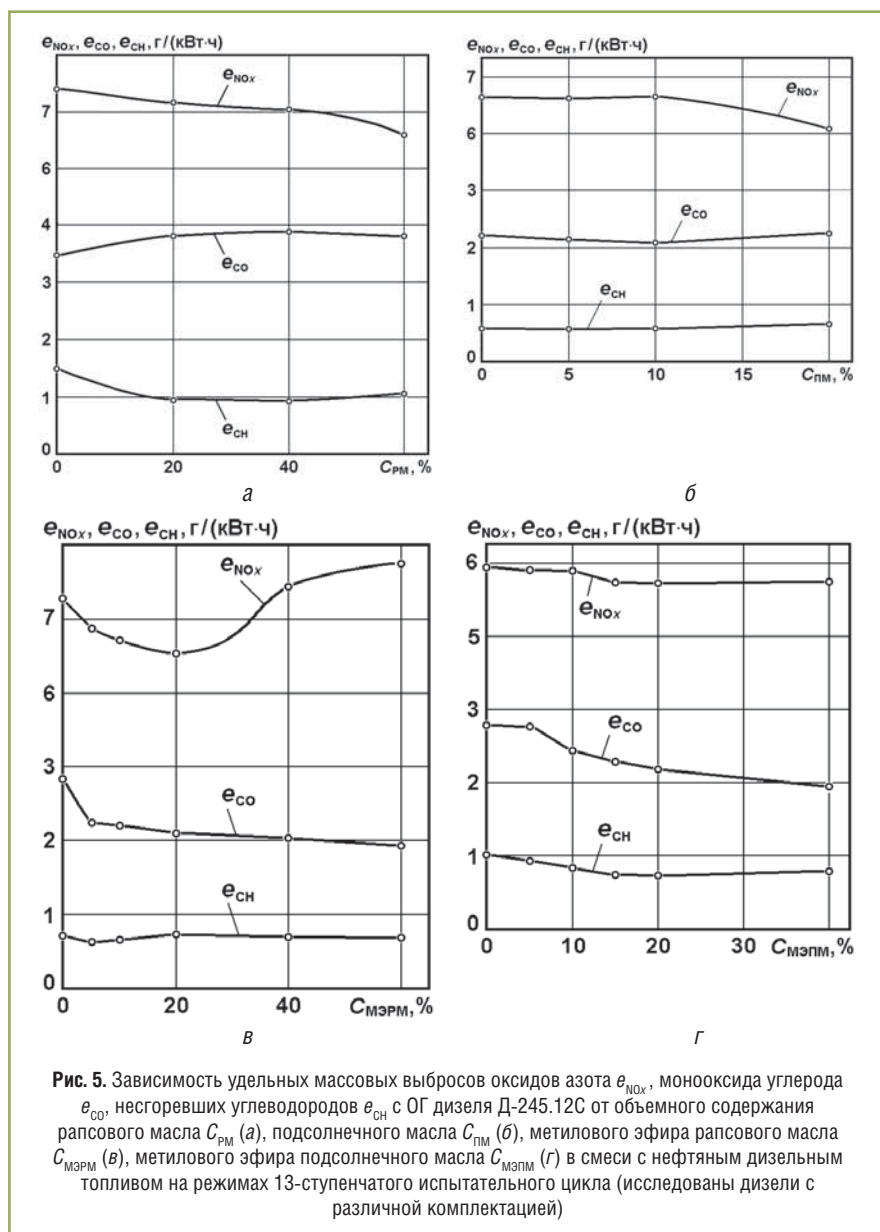 e_NOx, e_CO, e_CH, г/(кВт·ч)
7
6
4
3
2
1
0
e_NOx
e_CO
e_CH
0 20 40 C_РМ, %
а
e_NOx, e_CO, e_CH, г/(кВт·ч)
7
6
3
2
1
0
e_NOx
e_CO
e_CH
0 5 10 15 C_ПМ, %
б
e_NOx, e_CO, e_CH, г/(кВт·ч)
7
6
3
2
1
0
e_NOx
e_CO
e_CH
0 20 40 C_МЭРМ, %
в
e_NOx, e_CO, e_CH, г/(кВт·ч)
6
5
3
2
1
0
e_NOx
e_CO
e_CH
0 10 20 30 C_МЭПМ, %
г
Рис. 5. Зависимость удельных массовых выбросов оксидов азота e_NOx, монооксида углерода
e_CO, несгоревших углеводородов e_CH с ОГ дизеля Д-245.12С от объемного содержания
рапсового масла C_РМ (а), подсолнечного масла C_ПМ (б), метилового эфира рапсового масла
C_МЭРМ (в), метилового эфира подсолнечного масла C_МЭПМ (г) в смеси с нефтяным дизельным
топливом на режимах 13-ступенчатого испытательного цикла (исследованы дизели с
различной комплектацией)